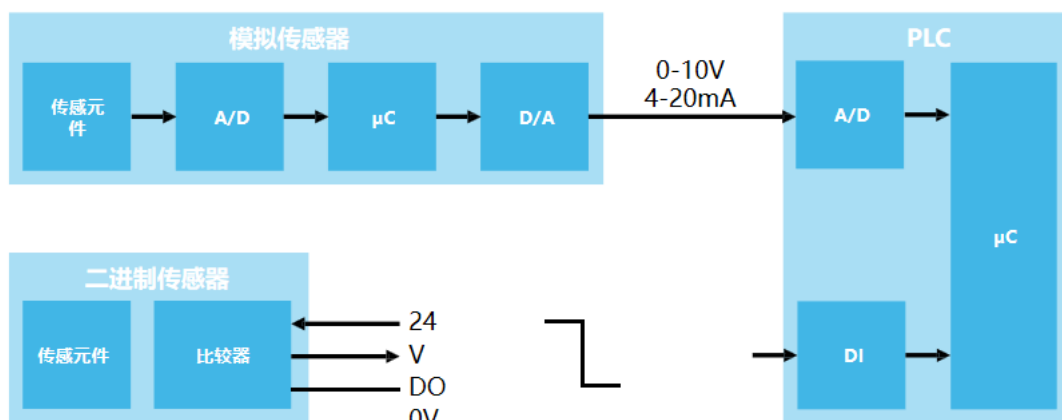 模拟传感器
PLC
传感元
件
A/D
μC
D/A
0-10V
4-20mA
A/D
μC
二进制传感器
传感元件
比较器
24
V
DO
0V
DI